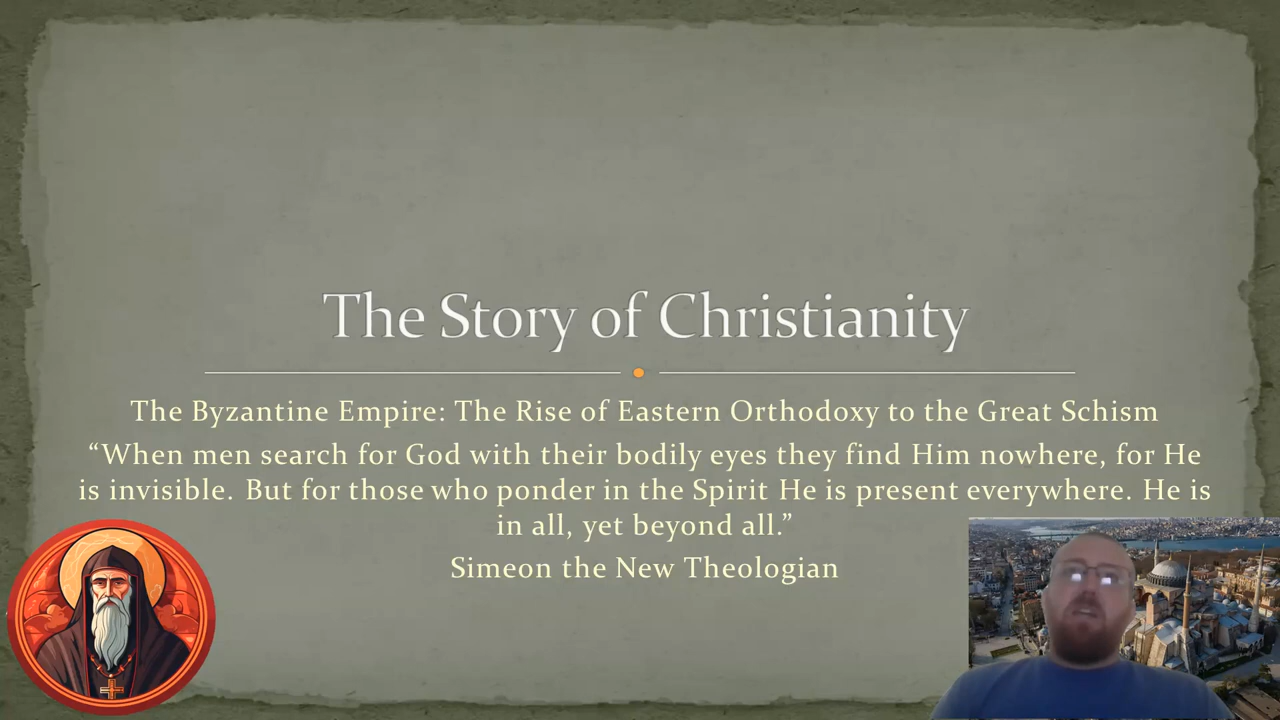 The Story of Christianity
The Byzantine Empire: The Rise of Eastern Orthodoxy to the Great Schism
“When men search for God with their bodily eyes they find Him nowhere, for He
is invisible. But for those who ponder in the Spirit He is present everywhere. He is
in all, yet beyond all.”
Simeon the New Theologian